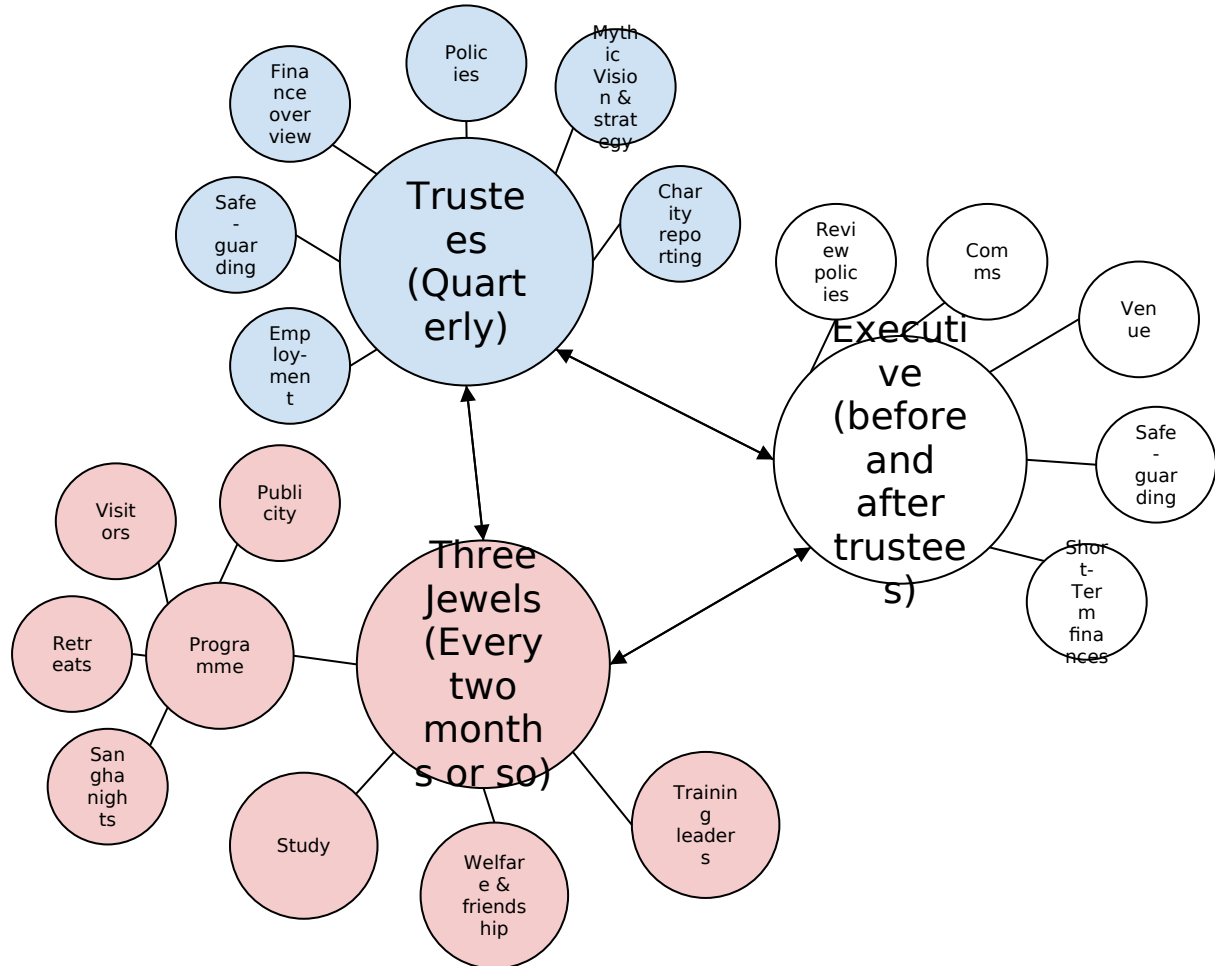 Polic
ies
Myth
ic
Visio
n &
strat
egy
Fina
nce
over
view
Char
ity
repo
rting
Safe
-
guar
ding
Truste
es
(Quart
erly)
Emp
loy-
men
t
Revi
ew
polic
ies
Com
ms
Ven
ue
Executi
ve
(before
and
after
trustee
s)
Safe
-
guar
ding
Shor
t-
Ter
m
fina
nces
Publi
city
Visit
ors
Retr
eats
Progra
mme
San
gha
nigh
ts
Three
Jewels
(Every
two
month
s or so)
Study
Welfar
e &
friends
hip
Trainin
g
leader
s